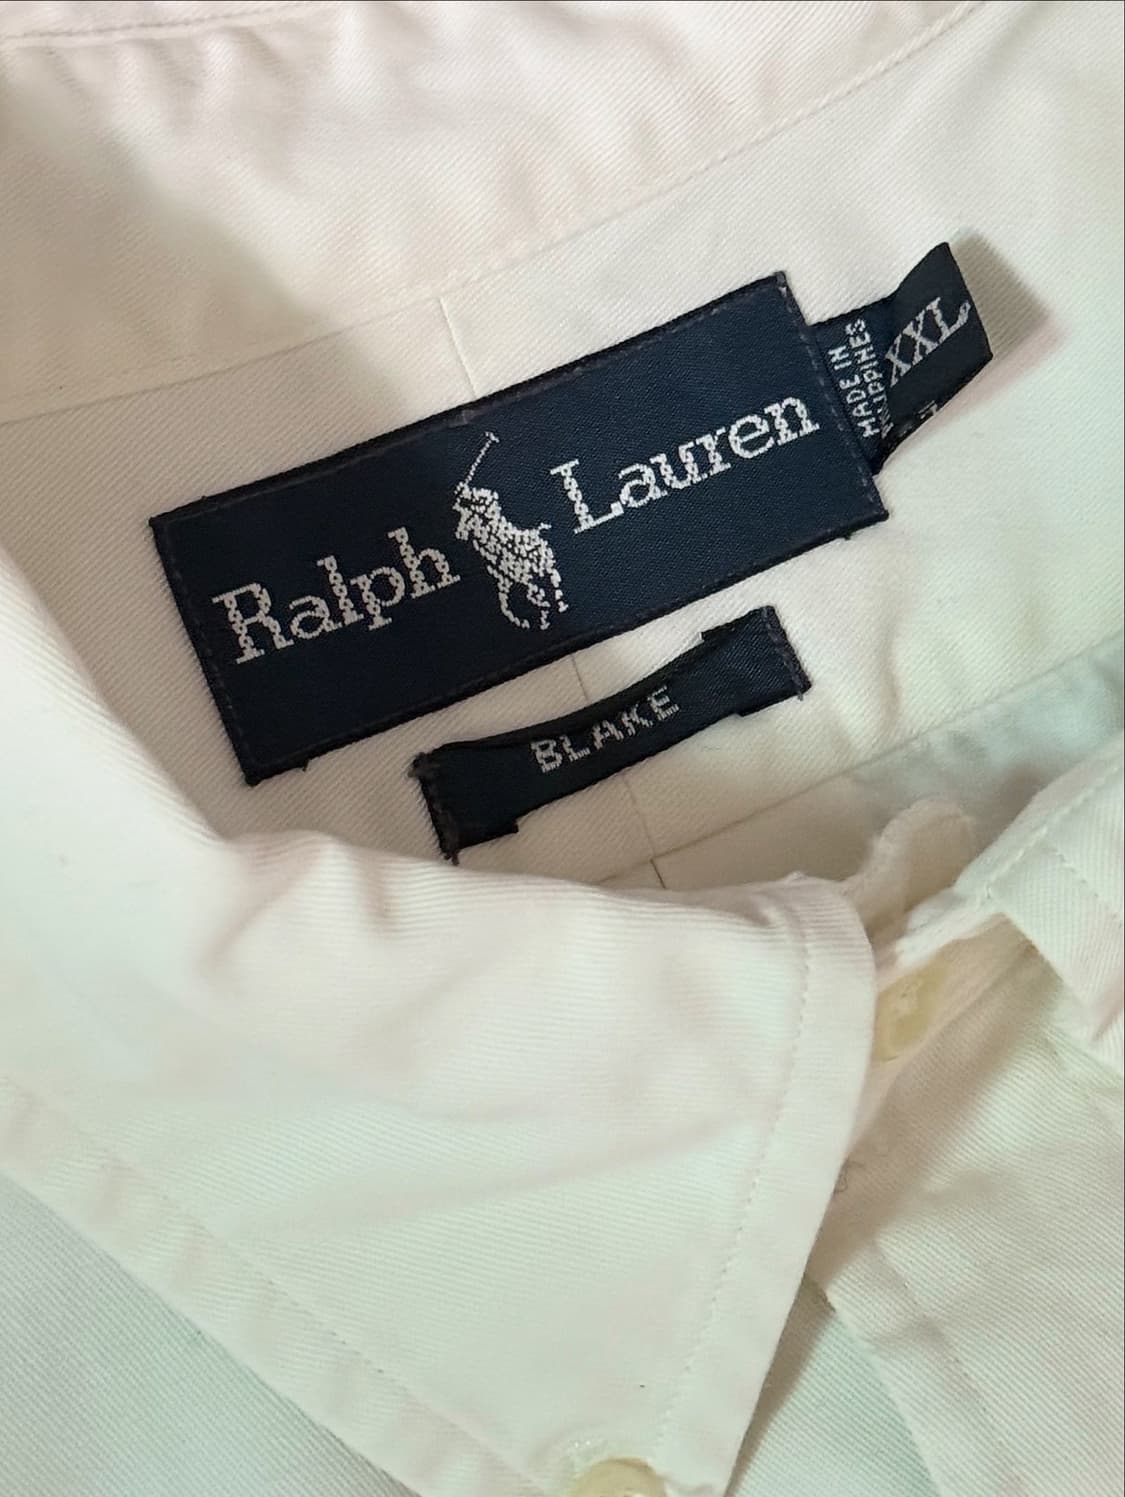 Ralph Lauren
MADE IN
PHILIPPINES
XXL
BLAKE